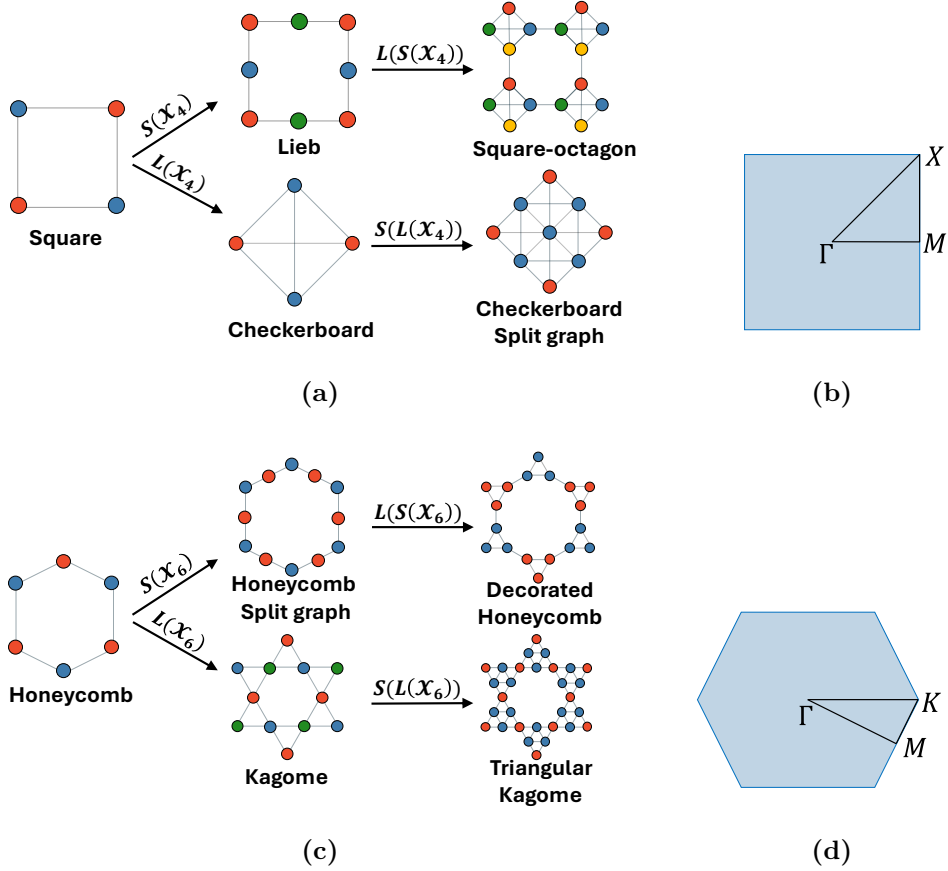 S(𝒳₄)
L(𝒳₄)
Square
Lieb
L(S(𝒳₄))
Square-octagon
Checkerboard
S(L(𝒳₄))
Checkerboard
Split graph
(a)
X
Γ
M
(b)
S(𝒳₆)
L(𝒳₆)
Honeycomb
Honeycomb
Split graph
L(S(𝒳₆))
Decorated
Honeycomb
Kagome
S(L(𝒳₆))
Triangular
Kagome
(c)
Γ
K
M
(d)